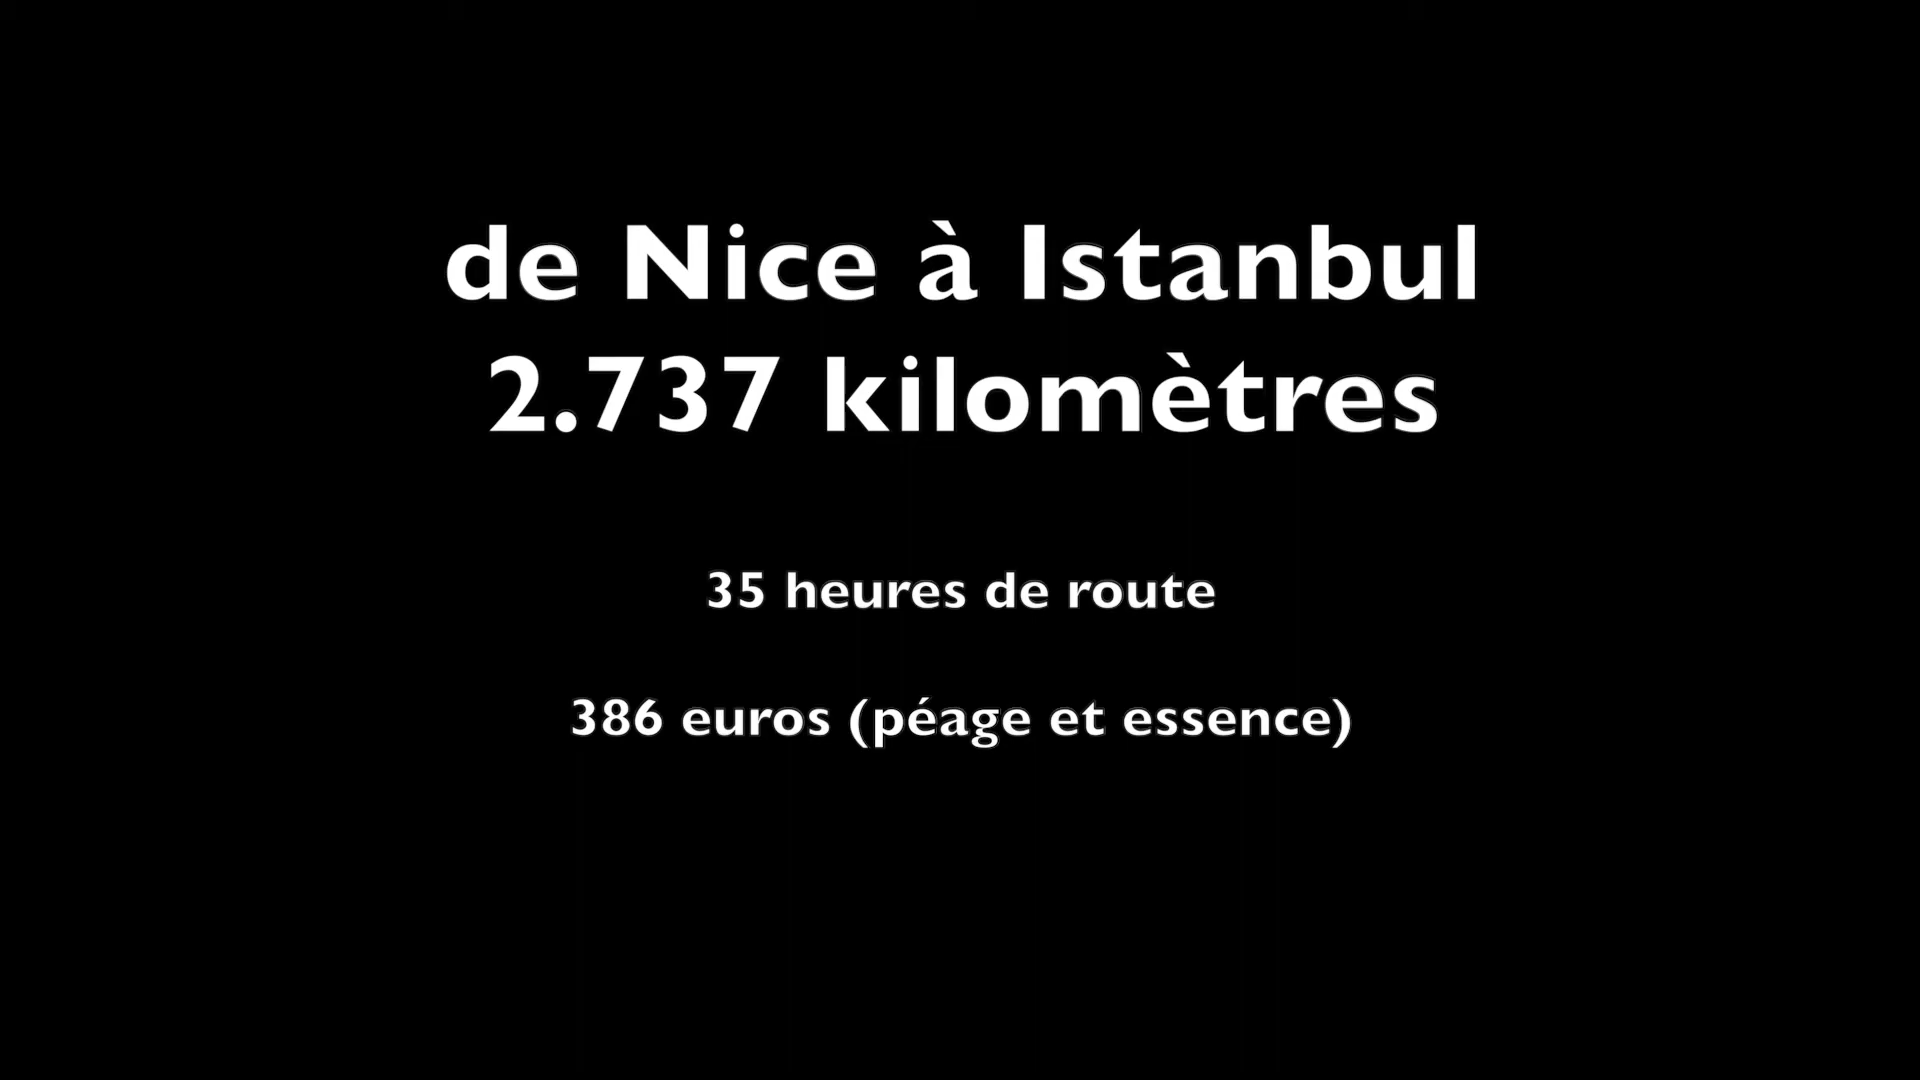 de Nice à Istanbul
2.737 kilomètres
35 heures de route
386 euros (péage et essence)